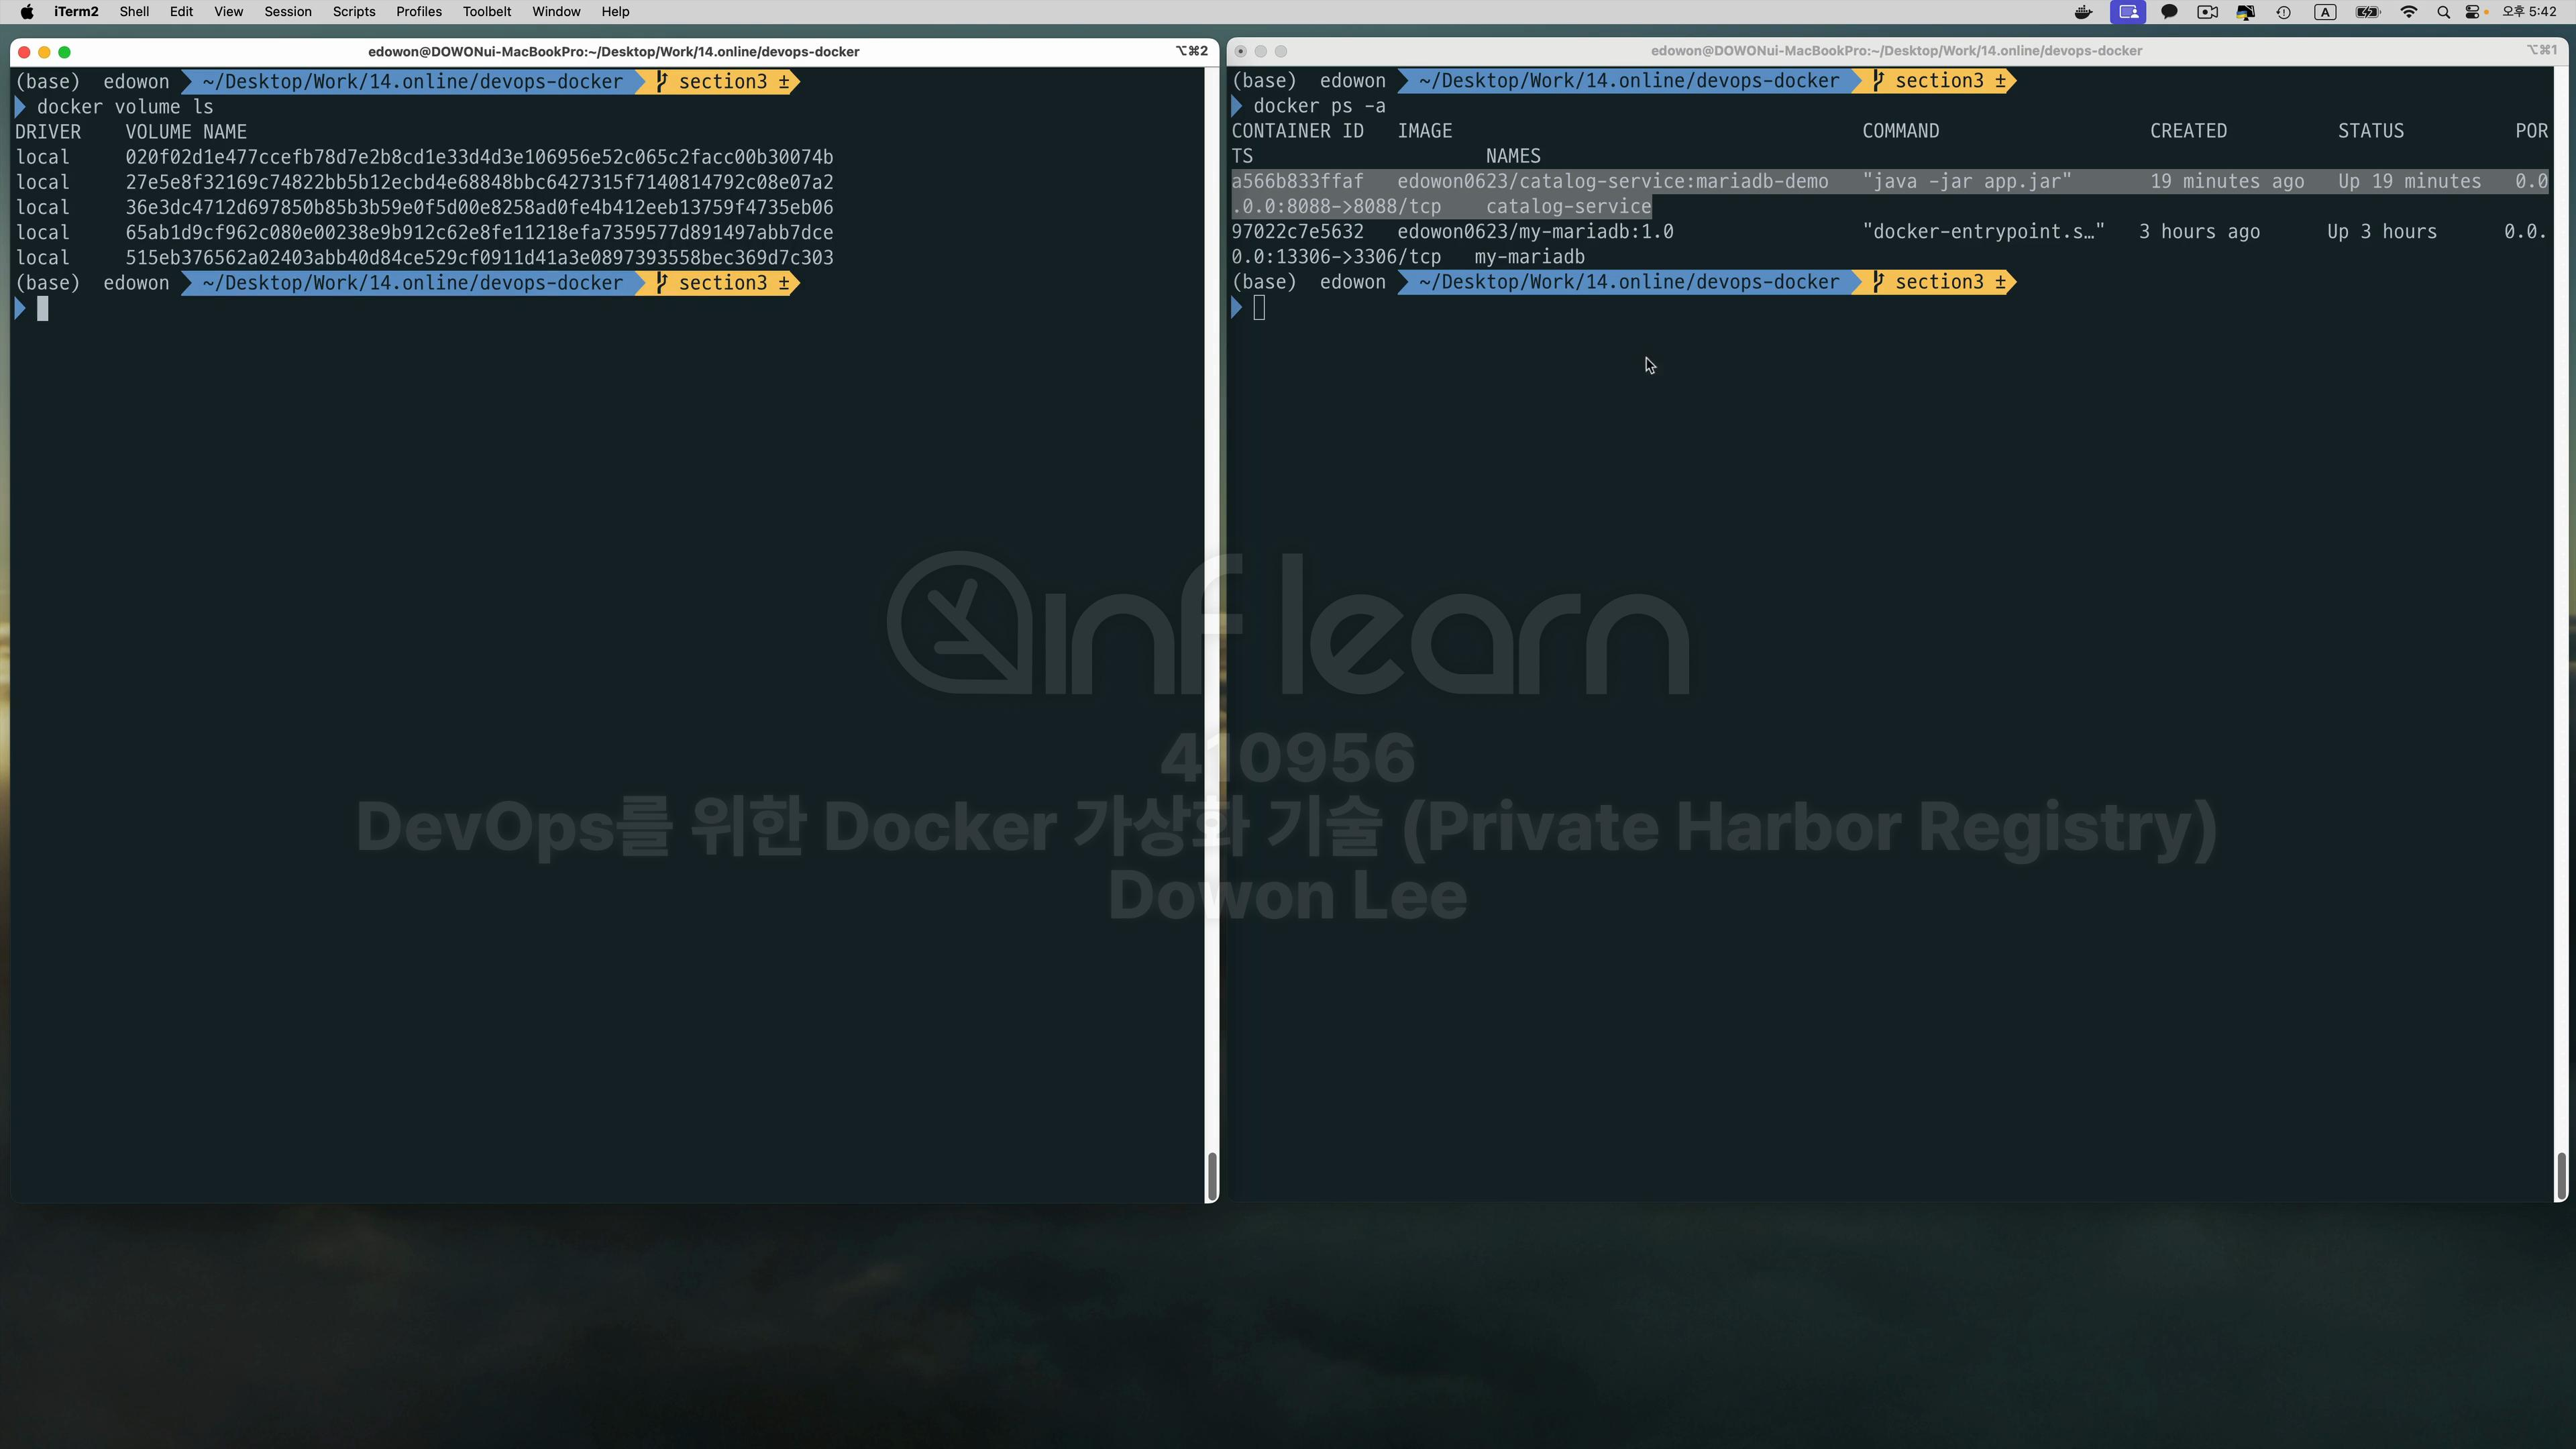 iTerm2 Shell Edit View Session Scripts Profiles Toolbelt Window Help A 오후 5:42
edowon@DOWONui-MacBookPro:~/Desktop/Work/14.online/devops-docker ⌥⌘2
(base) edowon ~/Desktop/Work/14.online/devops-docker section3 ±
docker volume ls
DRIVER VOLUME NAME
local 020f02d1e477ccefb78d7e2b8cd1e33d4d3e106956e52c065c2facc00b30074b
local 27e5e8f32169c74822bb5b12ecbd4e68848bbc6427315f7140814792c08e07a2
local 36e3dc4712d697850b85b3b59e0f5d00e8258ad0fe4b412eeb13759f4735eb06
local 65ab1d9cf962c080e00238e9b912c62e8fe11218efa7359577d891497abb7dce
local 515eb376562a02403abb40d84ce529cf0911d41a3e0897393558bec369d7c303
(base) edowon ~/Desktop/Work/14.online/devops-docker section3 ±
edowon@DOWONui-MacBookPro:~/Desktop/Work/14.online/devops-docker ⌥⌘1
(base) edowon ~/Desktop/Work/14.online/devops-docker section3 ±
docker ps -a
CONTAINER ID IMAGE COMMAND CREATED STATUS POR
TS NAMES
a566b833ffaf edowon0623/catalog-service:mariadb-demo "java -jar app.jar" 19 minutes ago Up 19 minutes 0.0
.0.0:8088->8088/tcp catalog-service
97022c7e5632 edowon0623/my-mariadb:1.0 "docker-entrypoint.s…" 3 hours ago Up 3 hours 0.0.
0.0:13306->3306/tcp my-mariadb
(base) edowon ~/Desktop/Work/14.online/devops-docker section3 ±
inflearn
410956
DevOps를 위한 Docker 가상화 기술 (Private Harbor Registry)
Dowon Lee